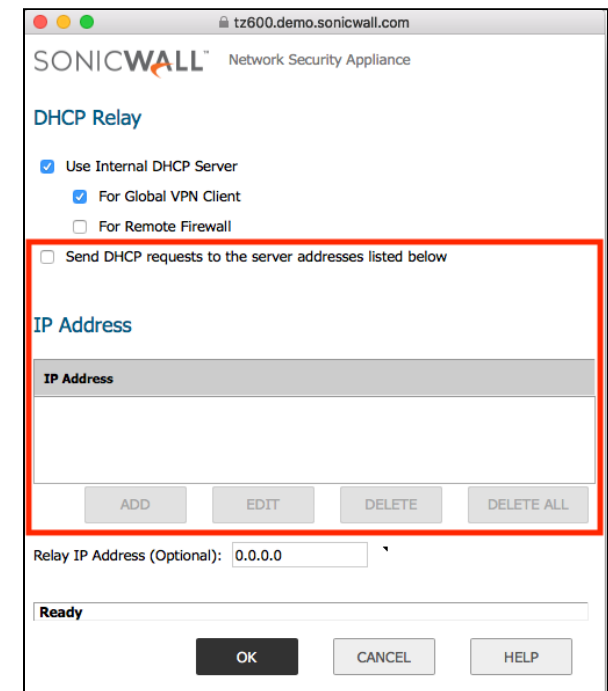 tz600.demo.sonicwall.com
SONICWALL™ Network Security Appliance
DHCP Relay
Use Internal DHCP Server
For Global VPN Client
For Remote Firewall
Send DHCP requests to the server addresses listed below
IP Address
IP Address
ADD EDIT DELETE DELETE ALL
Relay IP Address (Optional): 0.0.0.0
Ready
OK CANCEL HELP